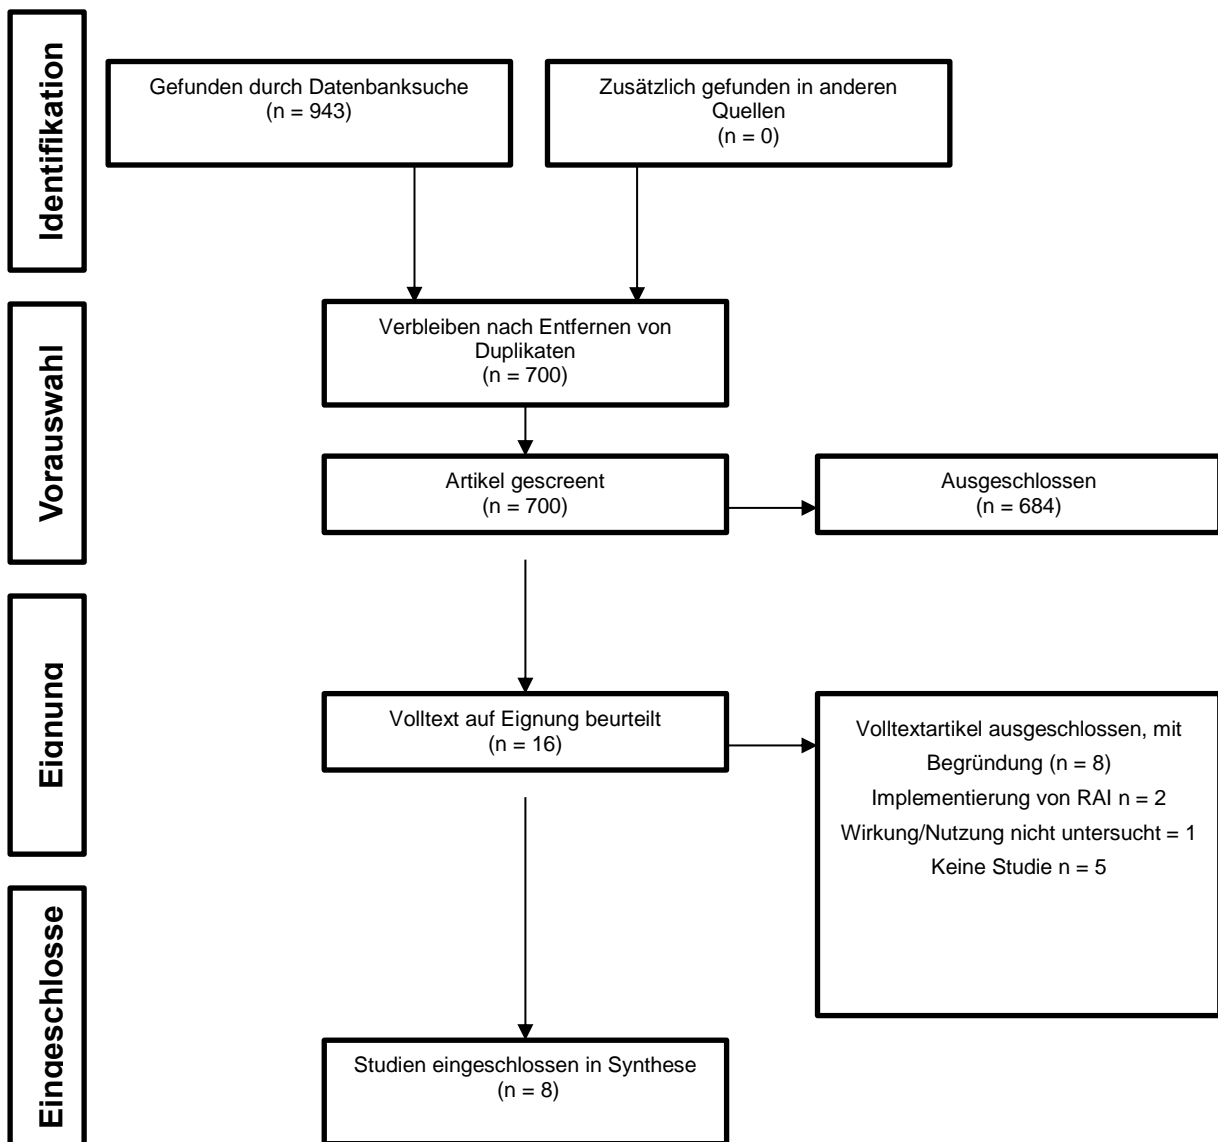 Identifikation
Gefunden durch Datenbanksuche
(n = 943)
Zusätzlich gefunden in anderen
Quellen
(n = 0)
Vorauswahl
Verbleiben nach Entfernen von
Duplikaten
(n = 700)
Artikel gescreent
(n = 700)
Ausgeschlossen
(n = 684)
Eignung
Volltext auf Eignung beurteilt
(n = 16)
Volltextartikel ausgeschlossen, mit
Begründung (n = 8)
Implementierung von RAI n = 2
Wirkung/Nutzung nicht untersucht = 1
Keine Studie n = 5
Eingeschlosse
Studien eingeschlossen in Synthese
(n = 8)